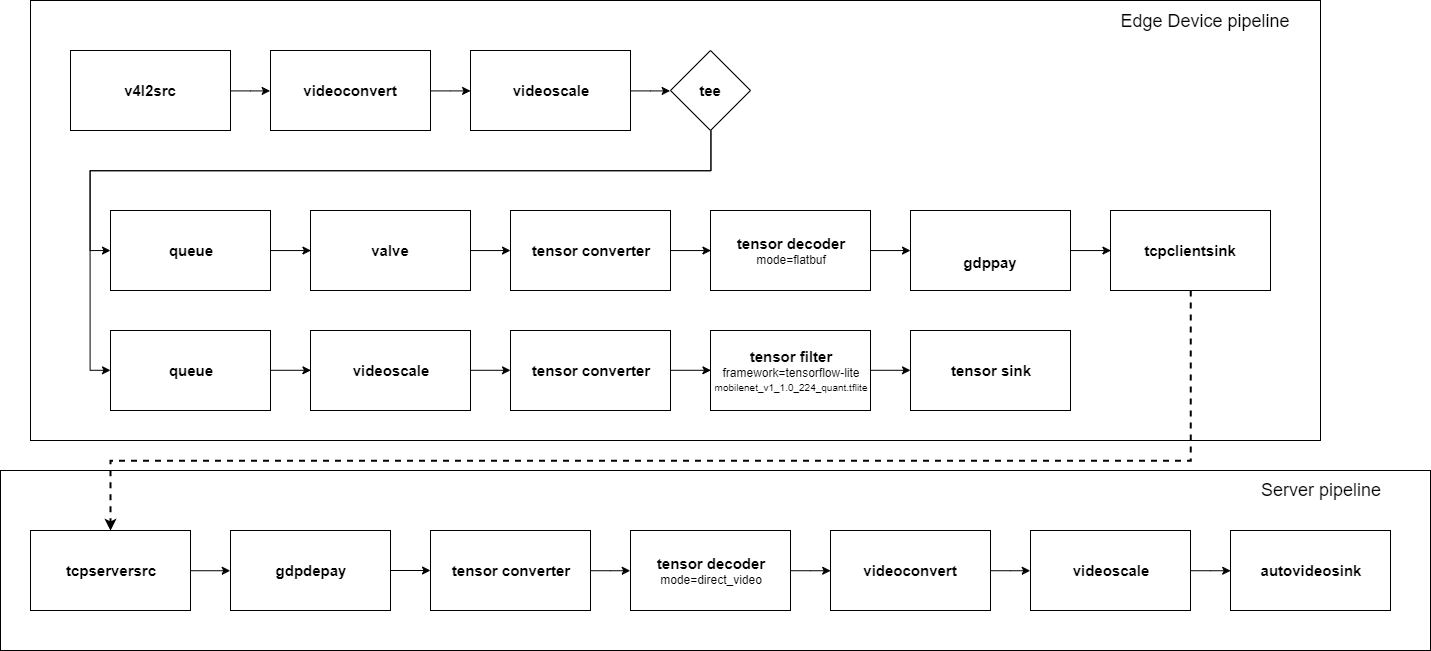 Edge Device pipeline
v4l2src
videoconvert
videoscale
tee
queue
valve
tensor converter
tensor decoder
mode=flatbuf
gdppay
tcpclientsink
queue
videoscale
tensor converter
tensor filter
framework=tensorflow-lite
mobilenet_v1_1.0_224_quant.tflite
tensor sink
Server pipeline
tcpserversrc
gdpdepay
tensor converter
tensor decoder
mode=direct_video
videoconvert
videoscale
autovideosink